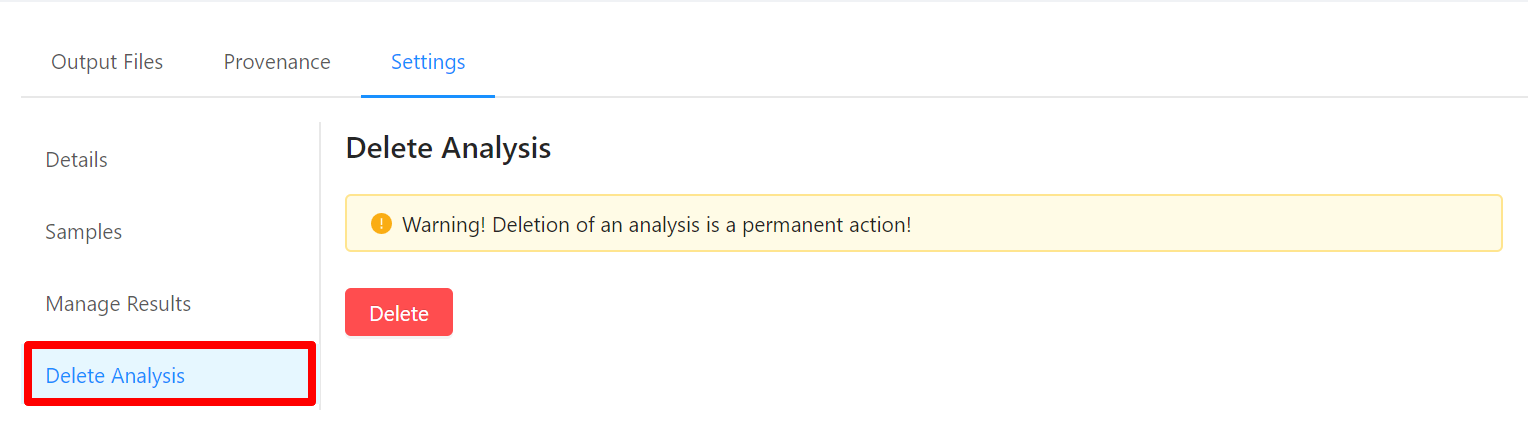 Output Files Provenance Settings
Details
Samples
Manage Results
Delete Analysis
Delete Analysis
Warning! Deletion of an analysis is a permanent action!
Delete